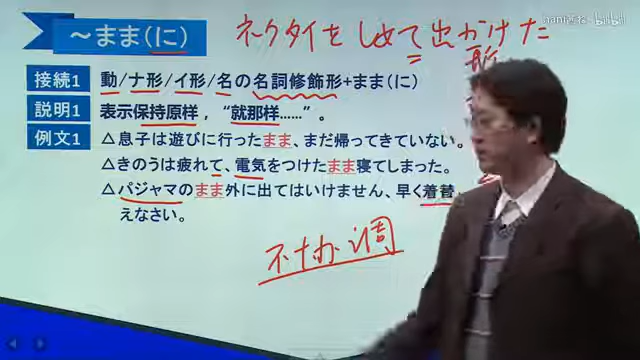 ～まま(に)
ネクタイをしめて出かけた
形
接続1 動/ナ形/イ形/名の名詞修飾形+まま(に)
説明1 表示保持原样，“就那样……”。
例文1 △息子は遊びに行ったまま、まだ帰ってきていない。
△きのうは疲れて、電気をつけたまま寝てしまった。
△パジャマのまま外に出てはいけません、早く着替
えなさい。
不协调
bilibili